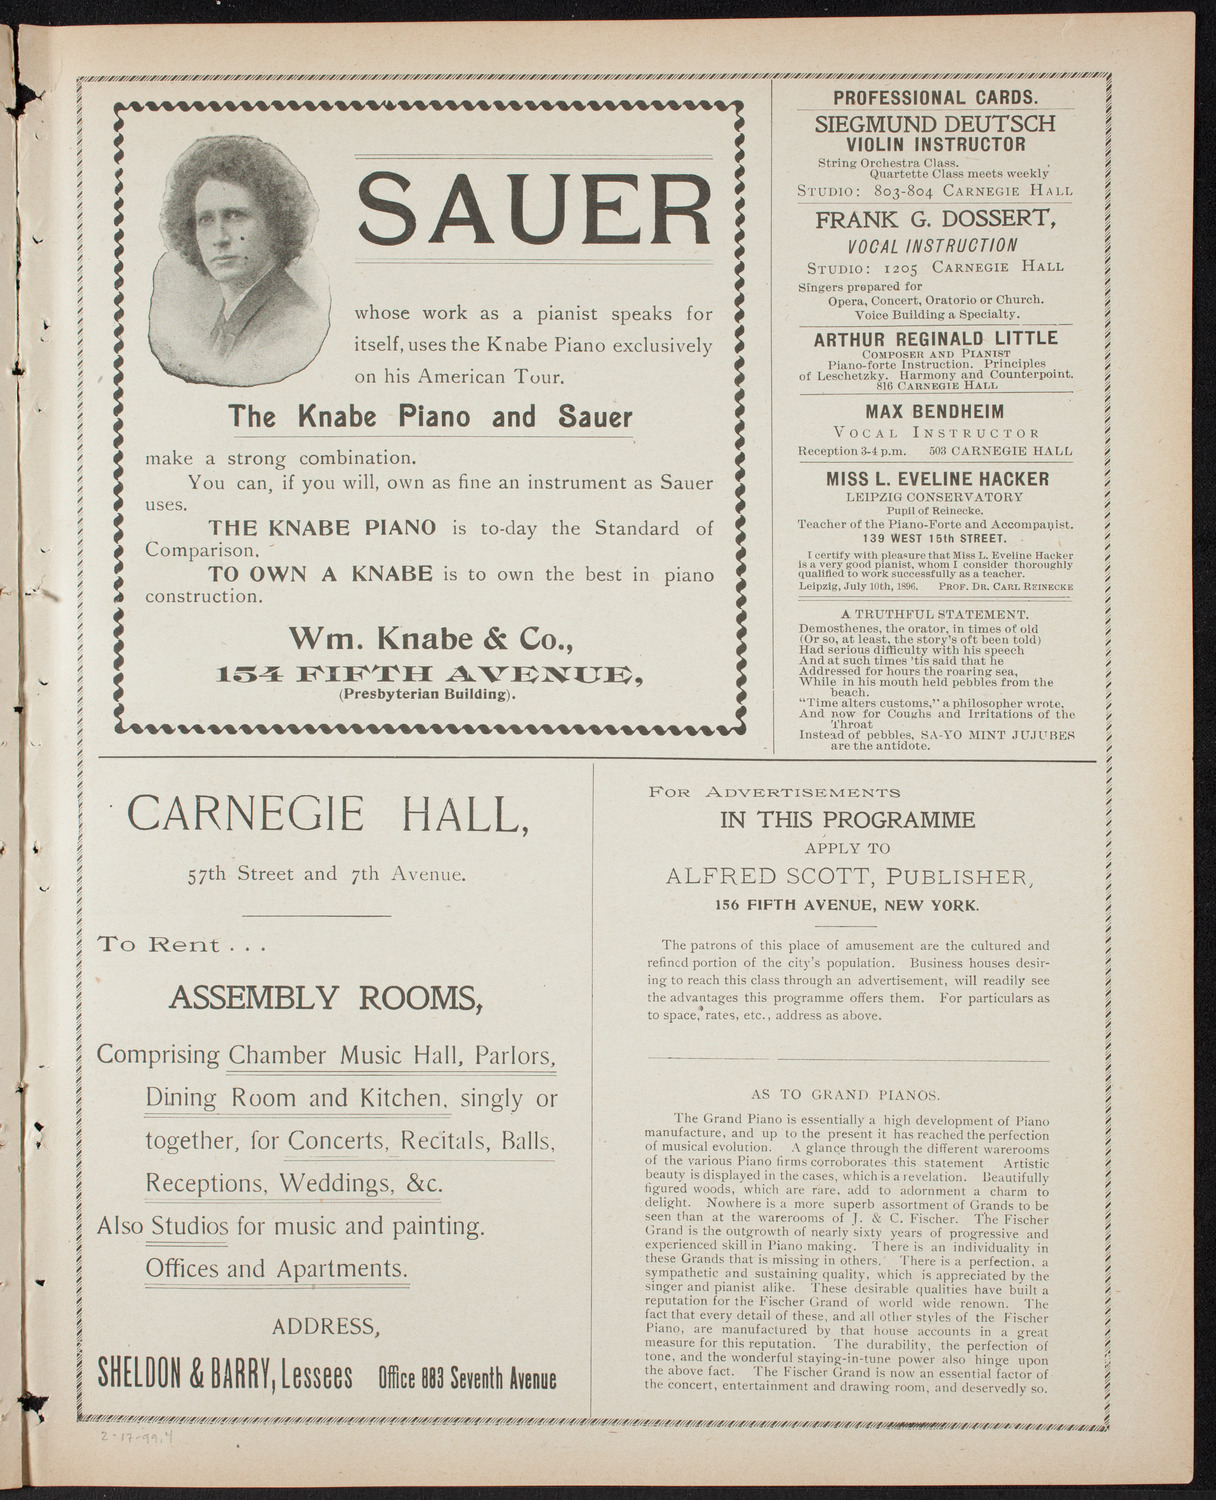 SAUER
whose work as a pianist speaks for
itself, uses the Knabe Piano exclusively
on his American Tour.
The Knabe Piano and Sauer
make a strong combination.
You can, if you will, own as fine an instrument as Sauer
uses.
THE KNABE PIANO is to-day the Standard of
Comparison.
TO OWN A KNABE is to own the best in piano
construction.
Wm. Knabe & Co.,
154 FIFTH AVENUE,
(Presbyterian Building).
PROFESSIONAL CARDS.
SIEGMUND DEUTSCH
VIOLIN INSTRUCTOR
String Orchestra Class.
Quartette Class meets weekly
STUDIO: 803-804 CARNEGIE HALL
FRANK G. DOSSERT,
VOCAL INSTRUCTION
STUDIO: 1205 CARNEGIE HALL
Singers prepared for
Opera, Concert, Oratorio or Church.
Voice Building a Specialty.
ARTHUR REGINALD LITTLE
COMPOSER AND PIANIST
Piano-forte Instruction. Principles
of Leschetzky. Harmony and Counterpoint.
816 CARNEGIE HALL
MAX BENDHEIM
VOCAL INSTRUCTOR
Reception 3-4 p.m. 503 CARNEGIE HALL
MISS L. EVELINE HACKER
LEIPZIG CONSERVATORY
Pupil of Reinecke.
Teacher of the Piano-Forte and Accompanist.
139 WEST 15th STREET.
I certify with pleasure that Miss L. Eveline Hacker
is a very good pianist, whom I consider thoroughly
qualified to work successfully as a teacher.
Leipzig, July 10th, 1896. PROF. DR. CARL REINECKE
A TRUTHFUL STATEMENT.
Demosthenes, the orator, in times of old
(Or so, at least, the story's oft been told)
Had serious difficulty with his speech
And at such times 'tis said that he
Addressed for hours the roaring sea,
While in his mouth held pebbles from the
beach.
"Time alters customs," a philosopher wrote,
And now for Coughs and Irritations of the
Throat
Instead of pebbles, SA-YO MINT JUJUBES
are the antidote.
CARNEGIE HALL,
57th Street and 7th Avenue.
To Rent . . .
ASSEMBLY ROOMS,
Comprising Chamber Music Hall, Parlors,
Dining Room and Kitchen, singly or
together, for Concerts, Recitals, Balls,
Receptions, Weddings, &c.
Also Studios for music and painting.
Offices and Apartments.
ADDRESS,
SHELDON & BARRY, Lessees Office 883 Seventh Avenue
FOR ADVERTISEMENTS
IN THIS PROGRAMME
APPLY TO
ALFRED SCOTT, PUBLISHER,
156 FIFTH AVENUE, NEW YORK.
The patrons of this place of amusement are the cultured and
refined portion of the city's population. Business houses desir-
ing to reach this class through an advertisement, will readily see
the advantages this programme offers them. For particulars as
to space, rates, etc., address as above.
AS TO GRAND PIANOS.
The Grand Piano is essentially a high development of Piano
manufacture, and up to the present it has reached the perfection
of musical evolution. A glance through the different warerooms
of the various Piano firms corroborates this statement Artistic
beauty is displayed in the cases, which is a revelation. Beautifully
figured woods, which are rare, add to adornment a charm to
delight. Nowhere is a more superb assortment of Grands to be
seen than at the warerooms of J. & C. Fischer. The Fischer
Grand is the outgrowth of nearly sixty years of progressive and
experienced skill in Piano making. There is an individuality in
these Grands that is missing in others. There is a perfection, a
sympathetic and sustaining quality, which is appreciated by the
singer and pianist alike. These desirable qualities have built a
reputation for the Fischer Grand of world wide renown. The
fact that every detail of these, and all other styles of the Fischer
Piano, are manufactured by that house accounts in a great
measure for this reputation. The durability, the perfection of
tone, and the wonderful staying-in-tune power also hinge upon
the above fact. The Fischer Grand is now an essential factor of
the concert, entertainment and drawing room, and deservedly so.
2-17-99.4